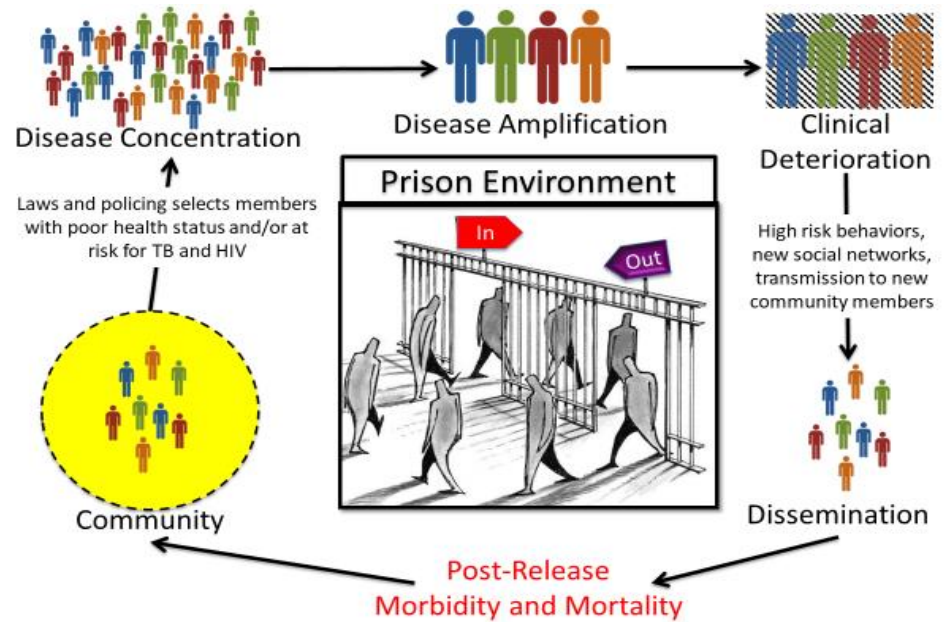 Disease Concentration
Disease Amplification
Clinical
Deterioration
Laws and policing selects members
with poor health status and/or at
risk for TB and HIV
Prison Environment
In
Out
High risk behaviors,
new social networks,
transmission to new
community members
Community
Dissemination
Post-Release
Morbidity and Mortality